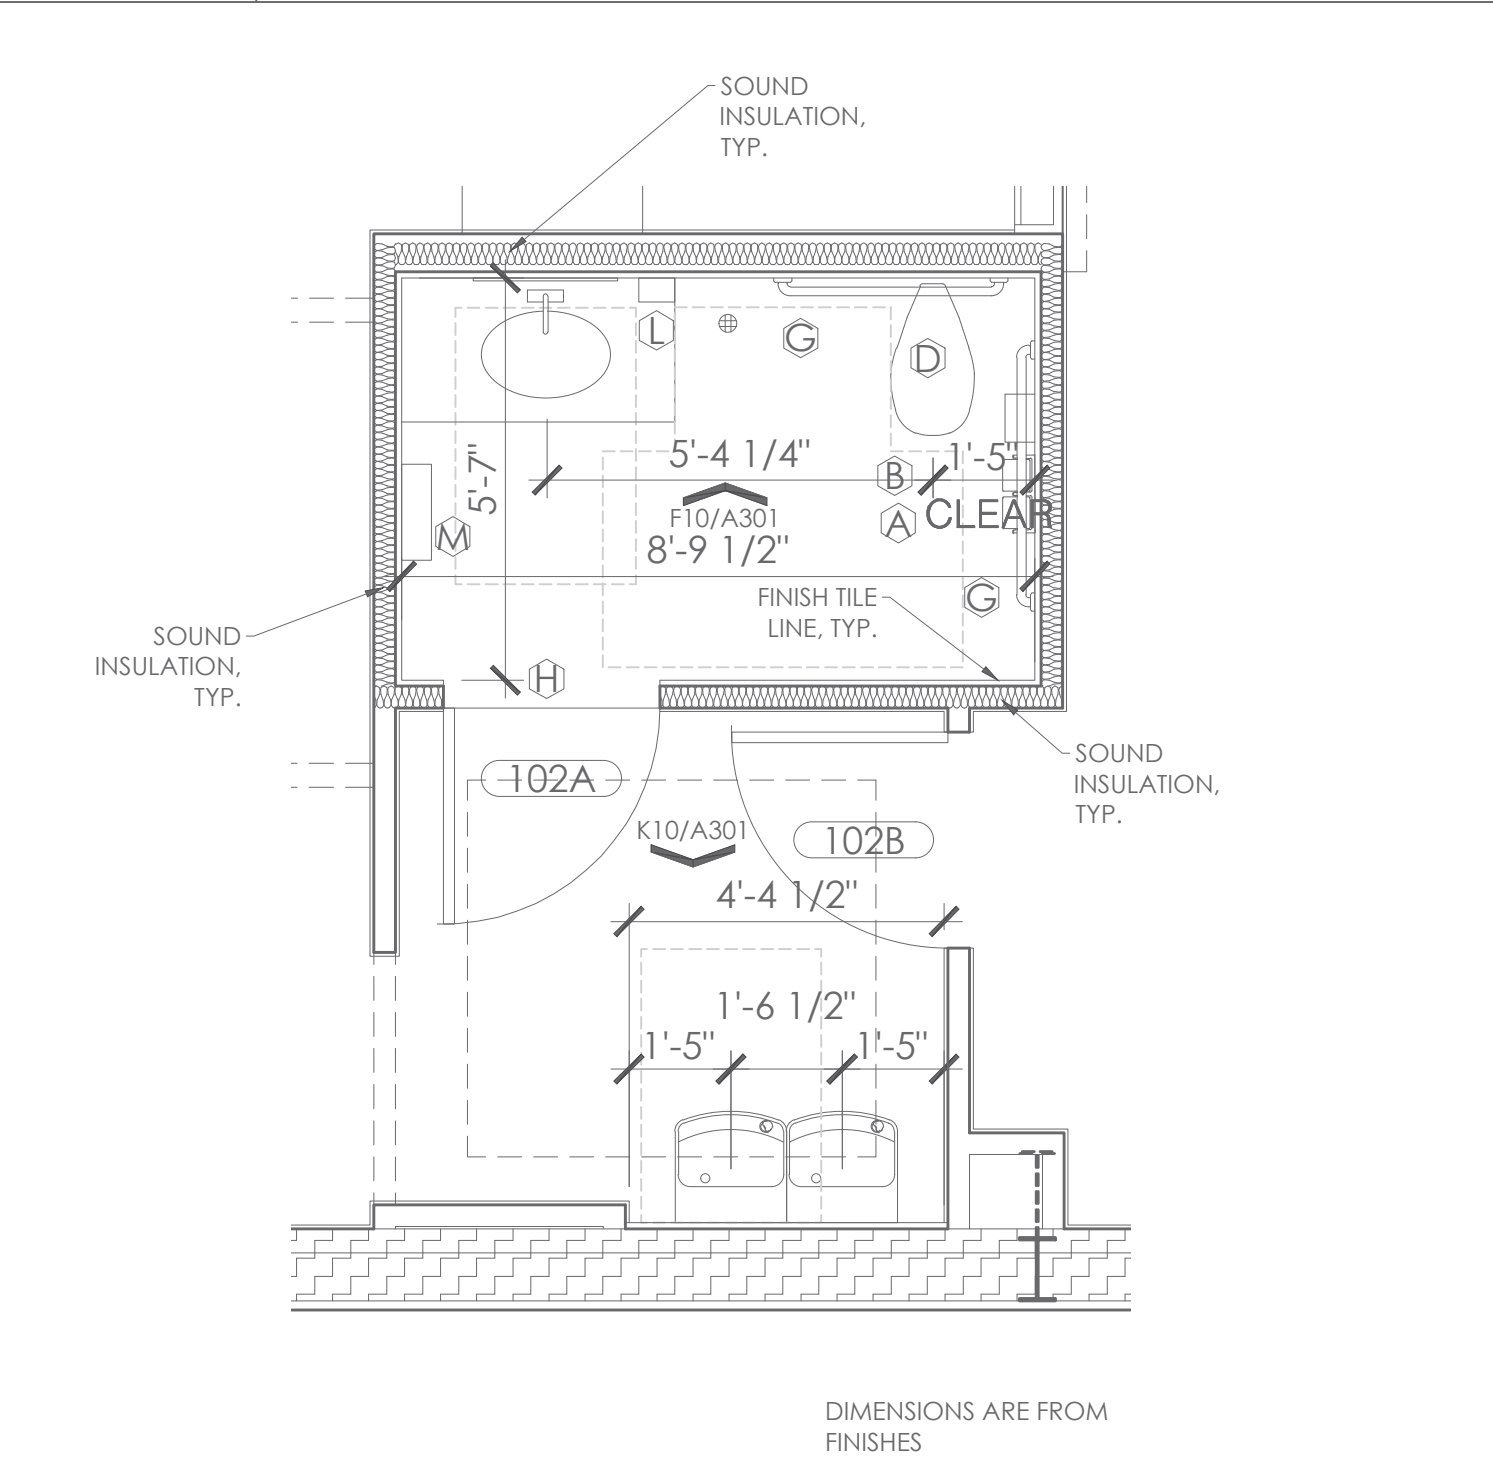 SOUND
INSULATION,
TYP.
L
G
D
5'-4 1/4"
1'-5"
B
5'-7"
A
CLEAR
F10/A301
M
8'-9 1/2"
FINISH TILE
LINE, TYP.
G
SOUND
INSULATION,
TYP.
H
SOUND
INSULATION,
TYP.
102A
K10/A301
102B
4'-4 1/2"
1'-6 1/2"
1'-5"
1'-5"
DIMENSIONS ARE FROM
FINISHES